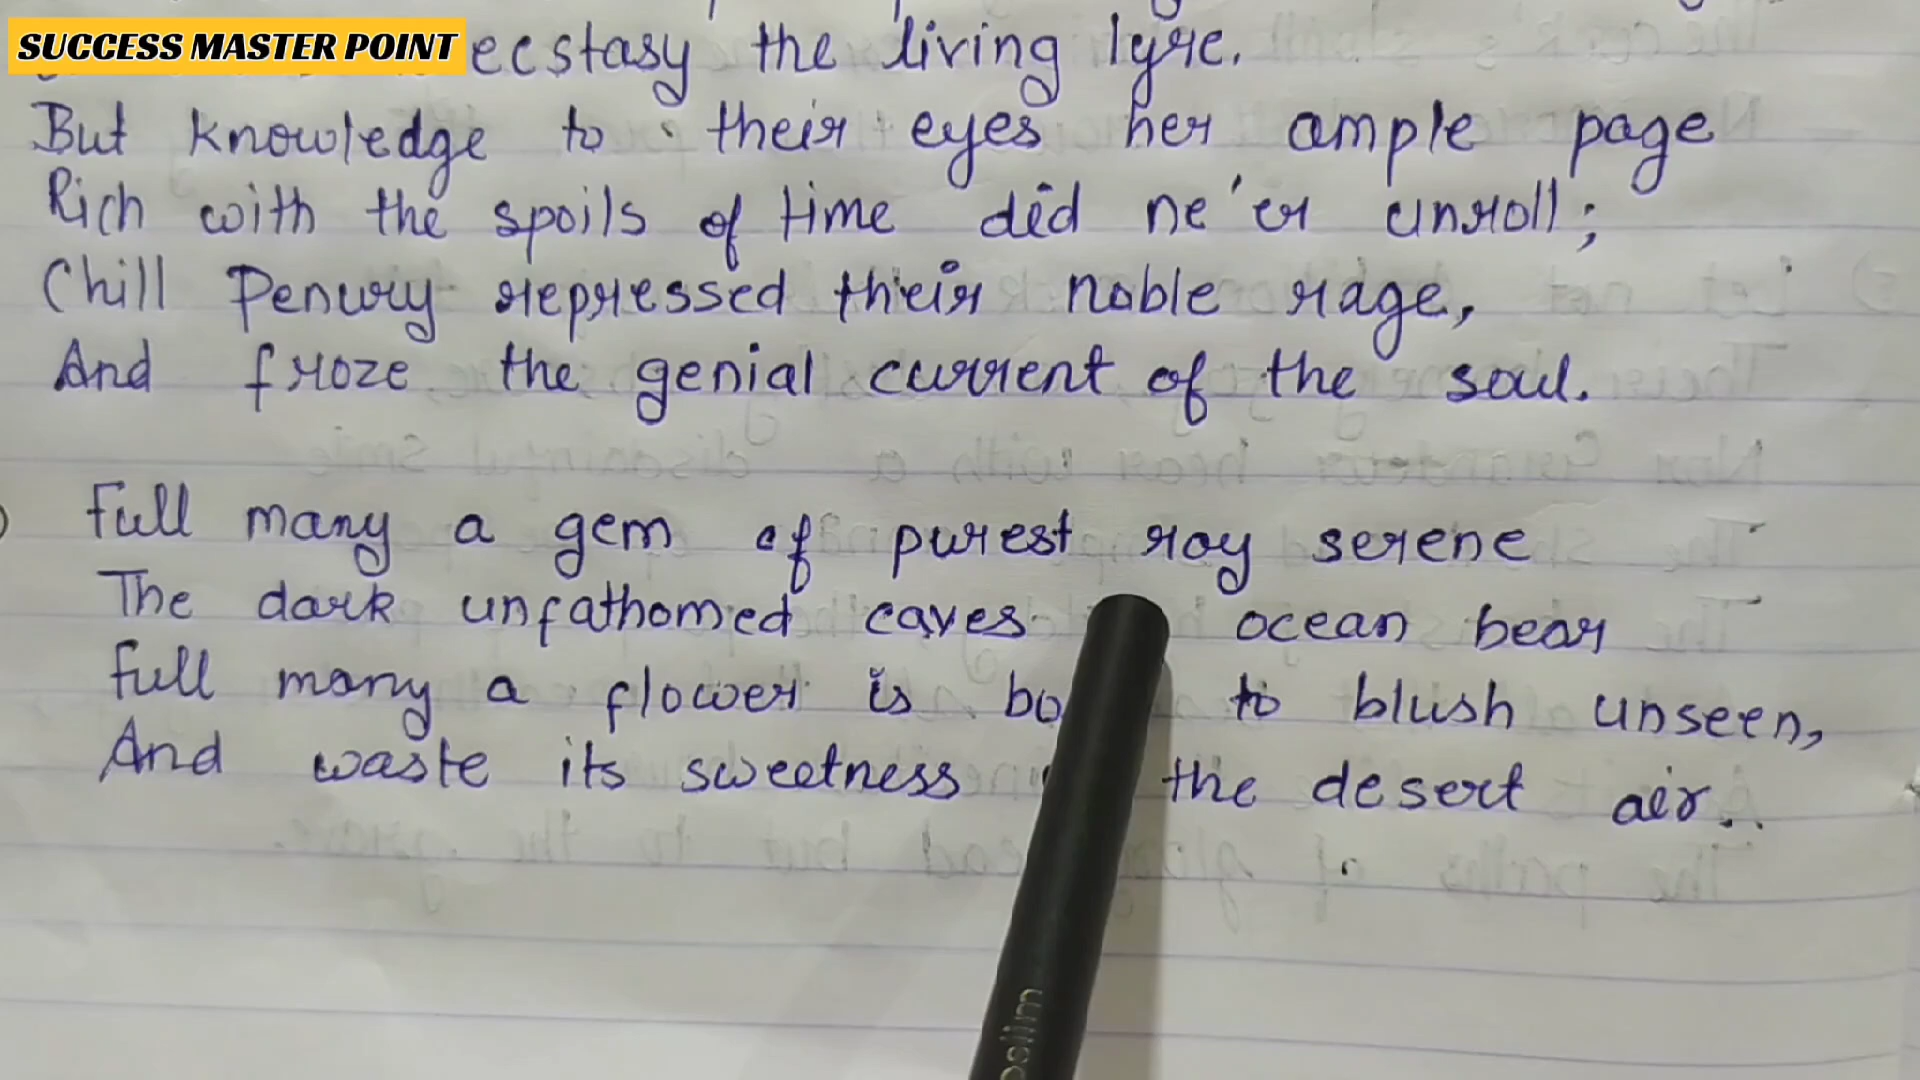 SUCCESS MASTER POINT
ecstasy the living lyre.
But knowledge to their eyes her ample page
Rich with the spoils of time did ne'er unroll;
Chill Penury repressed their noble rage,
And froze the genial current of the soul.
Full many a gem of purest ray serene
The dark unfathomed caves ocean bear
Full many a flower is bo to blush unseen,
And waste its sweetness the desert air.